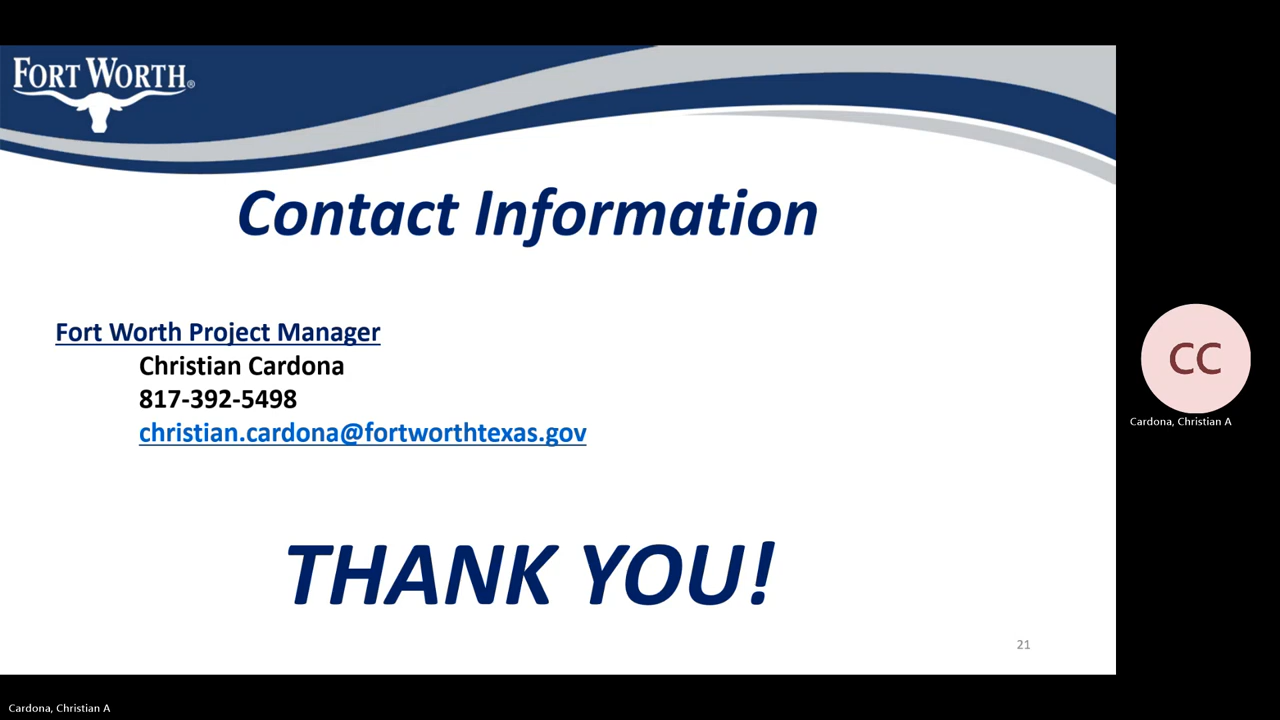 FORT WORTH®
Contact Information
Fort Worth Project Manager
Christian Cardona
817-392-5498
christian.cardona@fortworthtexas.gov
THANK YOU!
21
CC
Cardona, Christian A
Cardona, Christian A